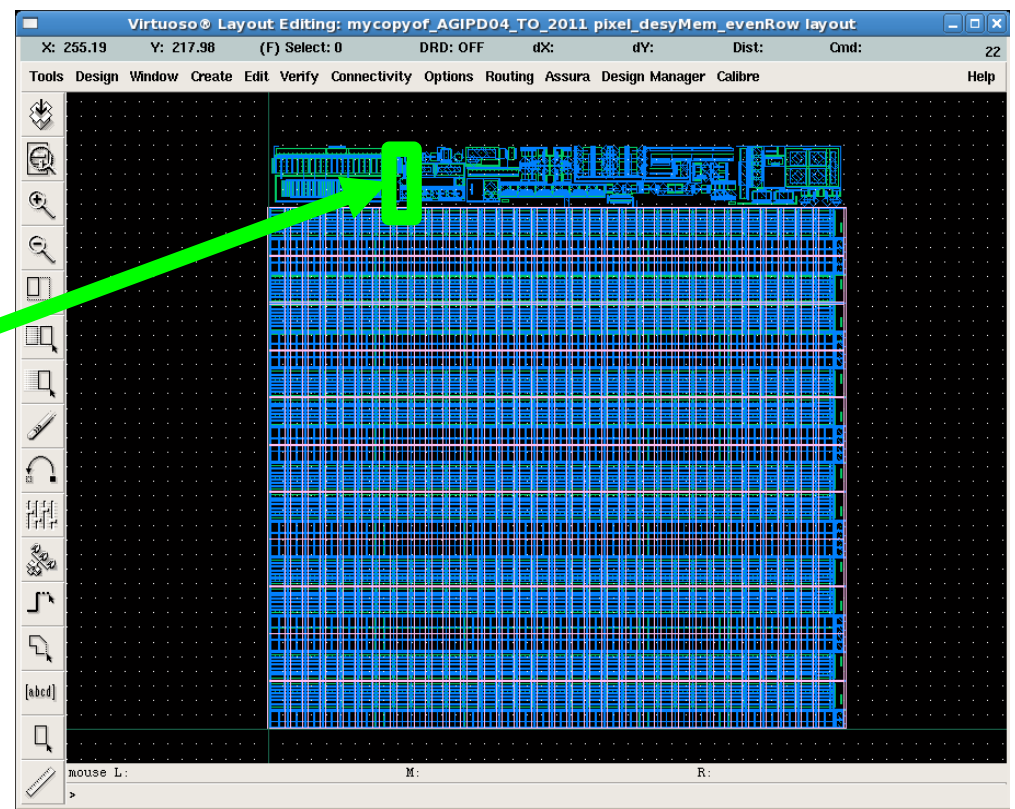 Virtuoso® Layout Editing: mycopyof_AGIPD04_TO_2011 pixel_desyMem_evenRow layout
X: 255.19 Y: 217.98 (F) Select: 0 DRD: OFF dX: dY: Dist: Cmd: 22
Tools Design Window Create Edit Verify Connectivity Options Routing Assura Design Manager Calibre Help
[abcd]
mouse L: M: R:
>